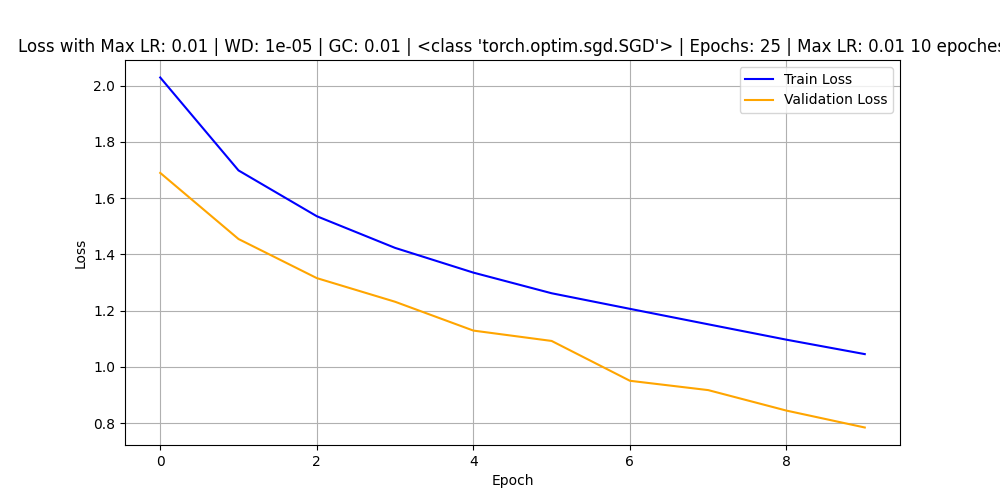 Loss with Max LR: 0.01 | WD: 1e-05 | GC: 0.01 | <class 'torch.optim.sgd.SGD'> | Epochs: 25 | Max LR: 0.01 10 epoches
Train Loss
Validation Loss
2.0
1.8
1.6
1.4
1.2
1.0
0.8
Loss
0 2 4 6 8
Epoch